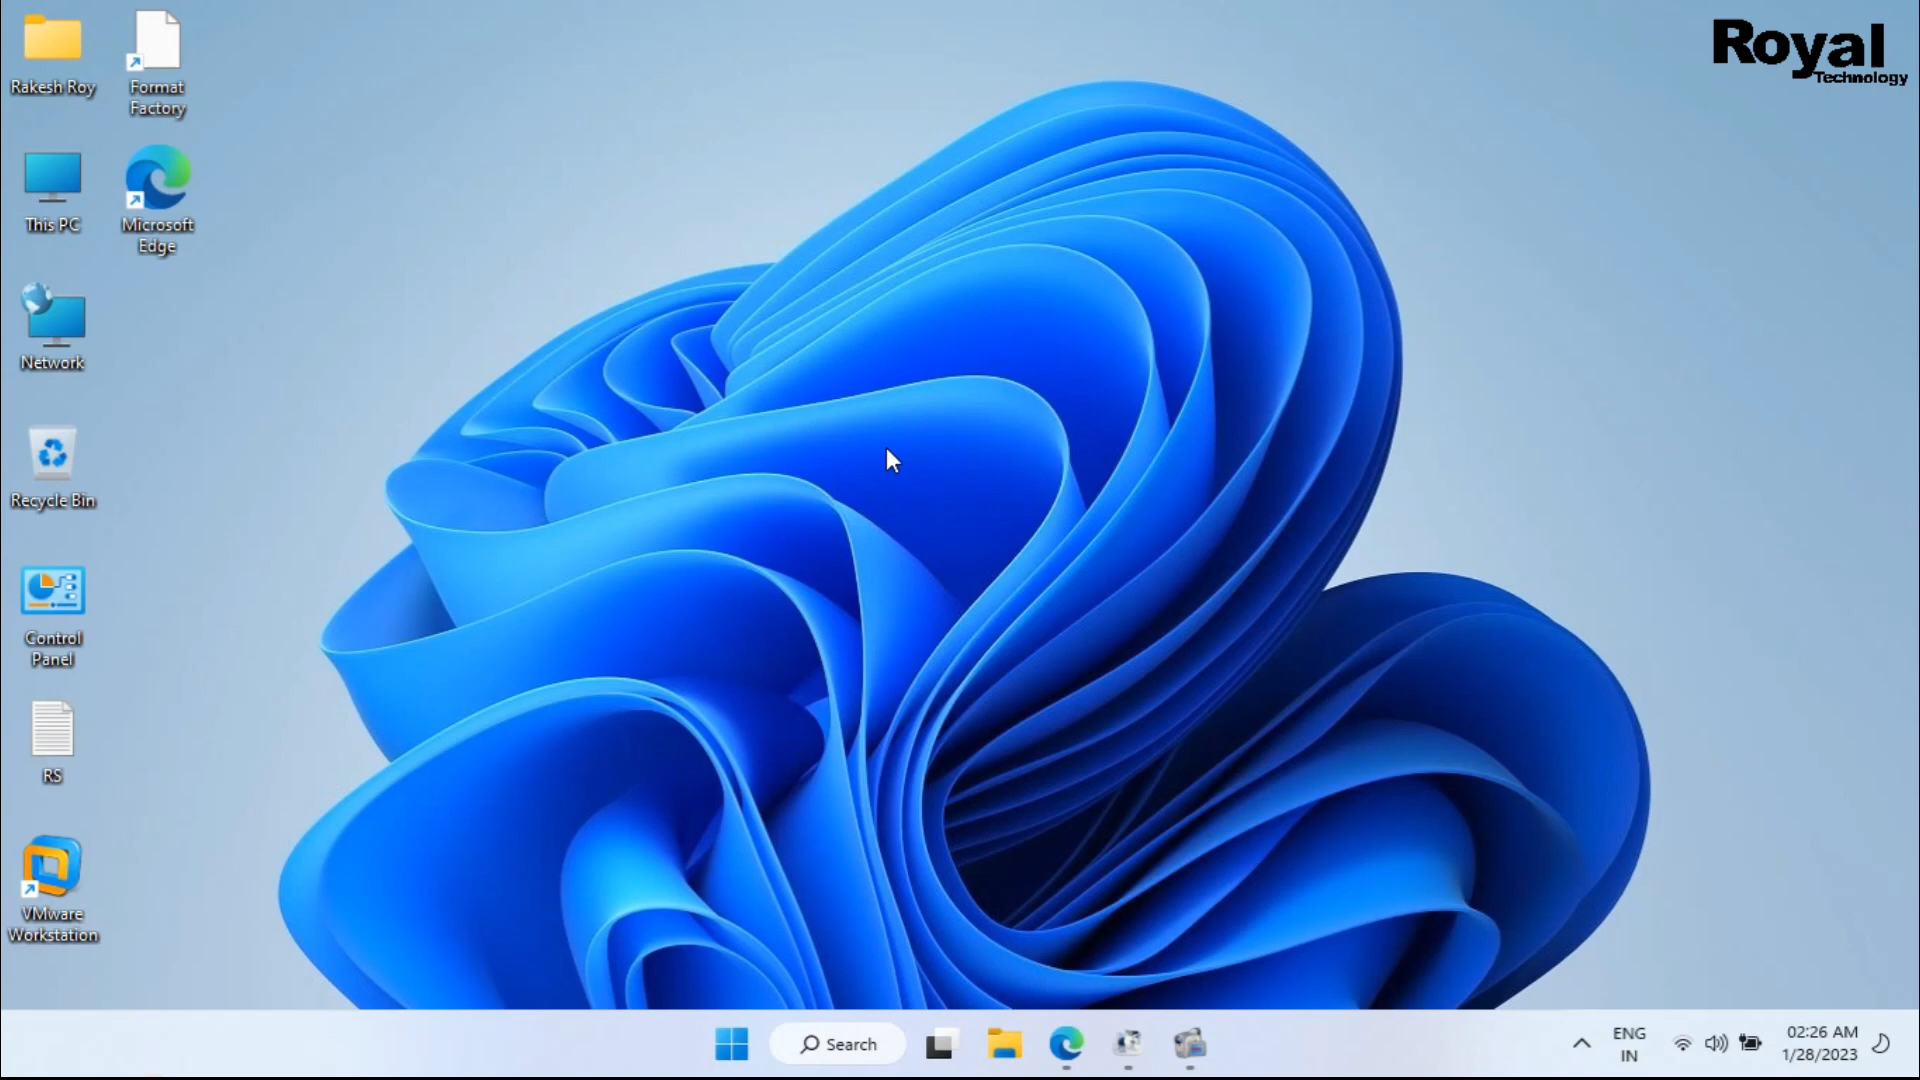 Royal
Technology
Rakesh Roy
Format
Factory
This PC
Microsoft
Edge
Network
Recycle Bin
Control
Panel
RS
VMware
Workstation
Search
ENG
IN
02:26 AM
1/28/2023